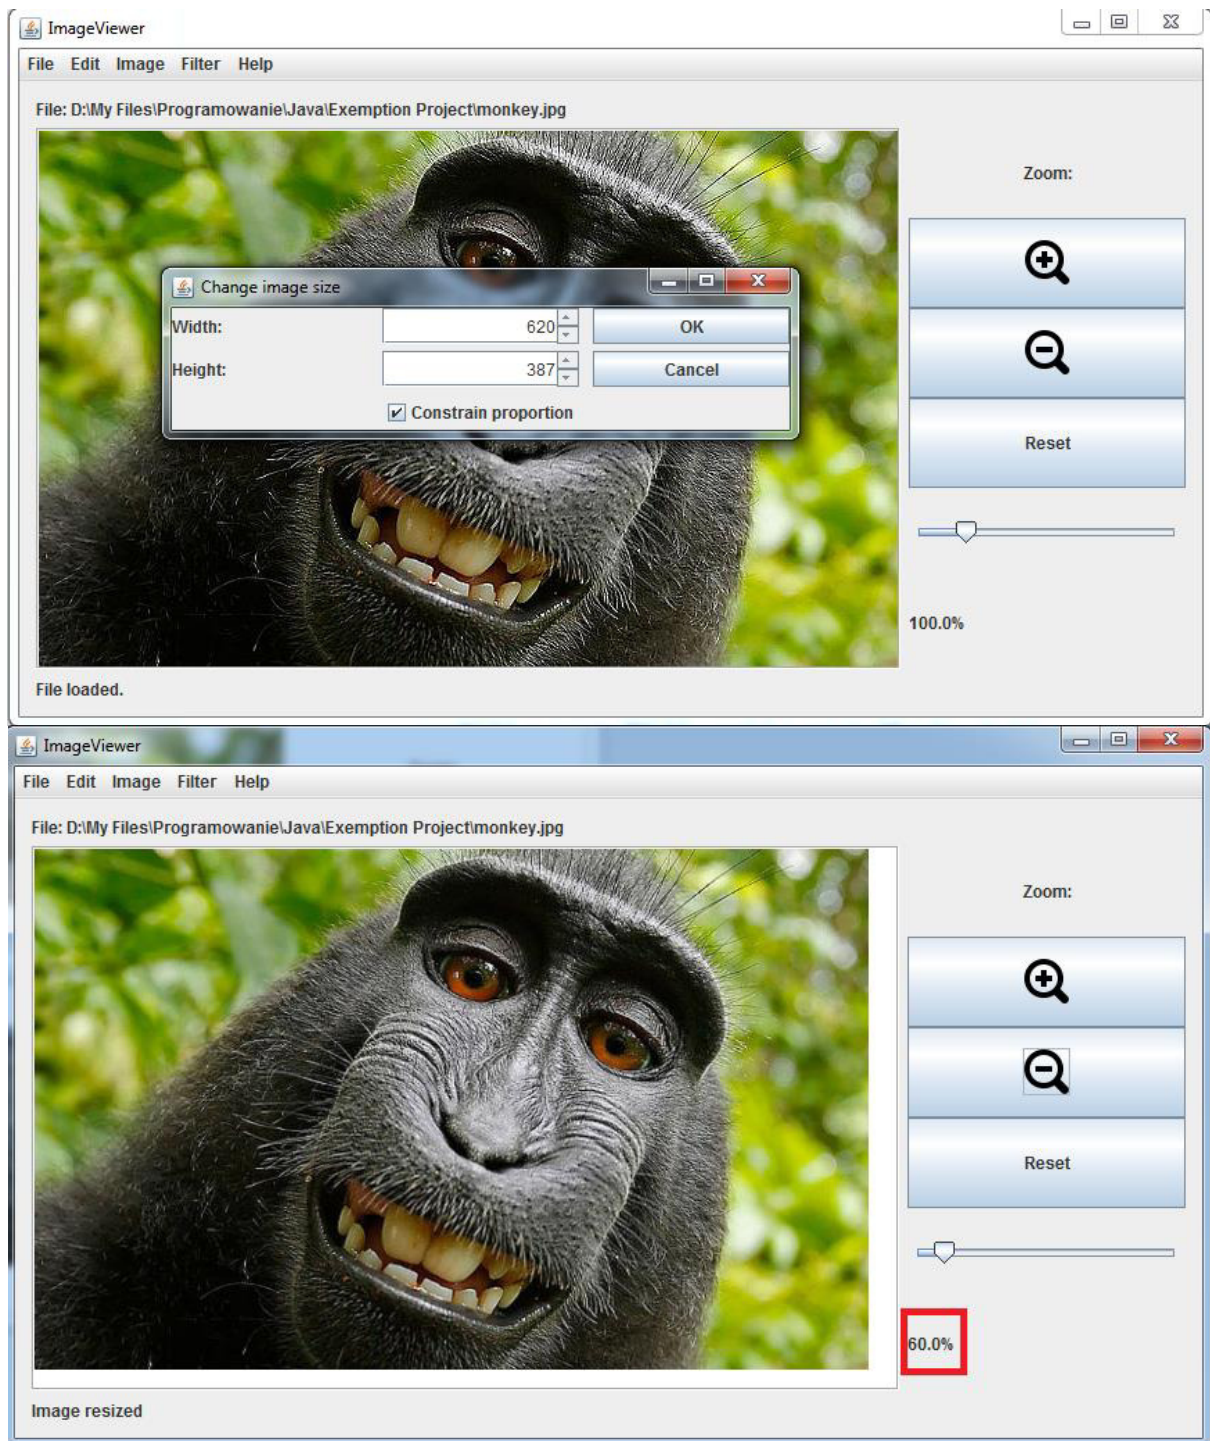 ImageViewer
File Edit Image Filter Help
File: D:\My Files\Programowanie\Java\Exemption Project\monkey.jpg
Zoom:
Change image size
Width: 620 OK
Height: 387 Cancel
Constrain proportion
Reset
100.0%
File loaded.
ImageViewer
File Edit Image Filter Help
File: D:\My Files\Programowanie\Java\Exemption Project\monkey.jpg
Zoom:
Reset
60.0%
Image resized